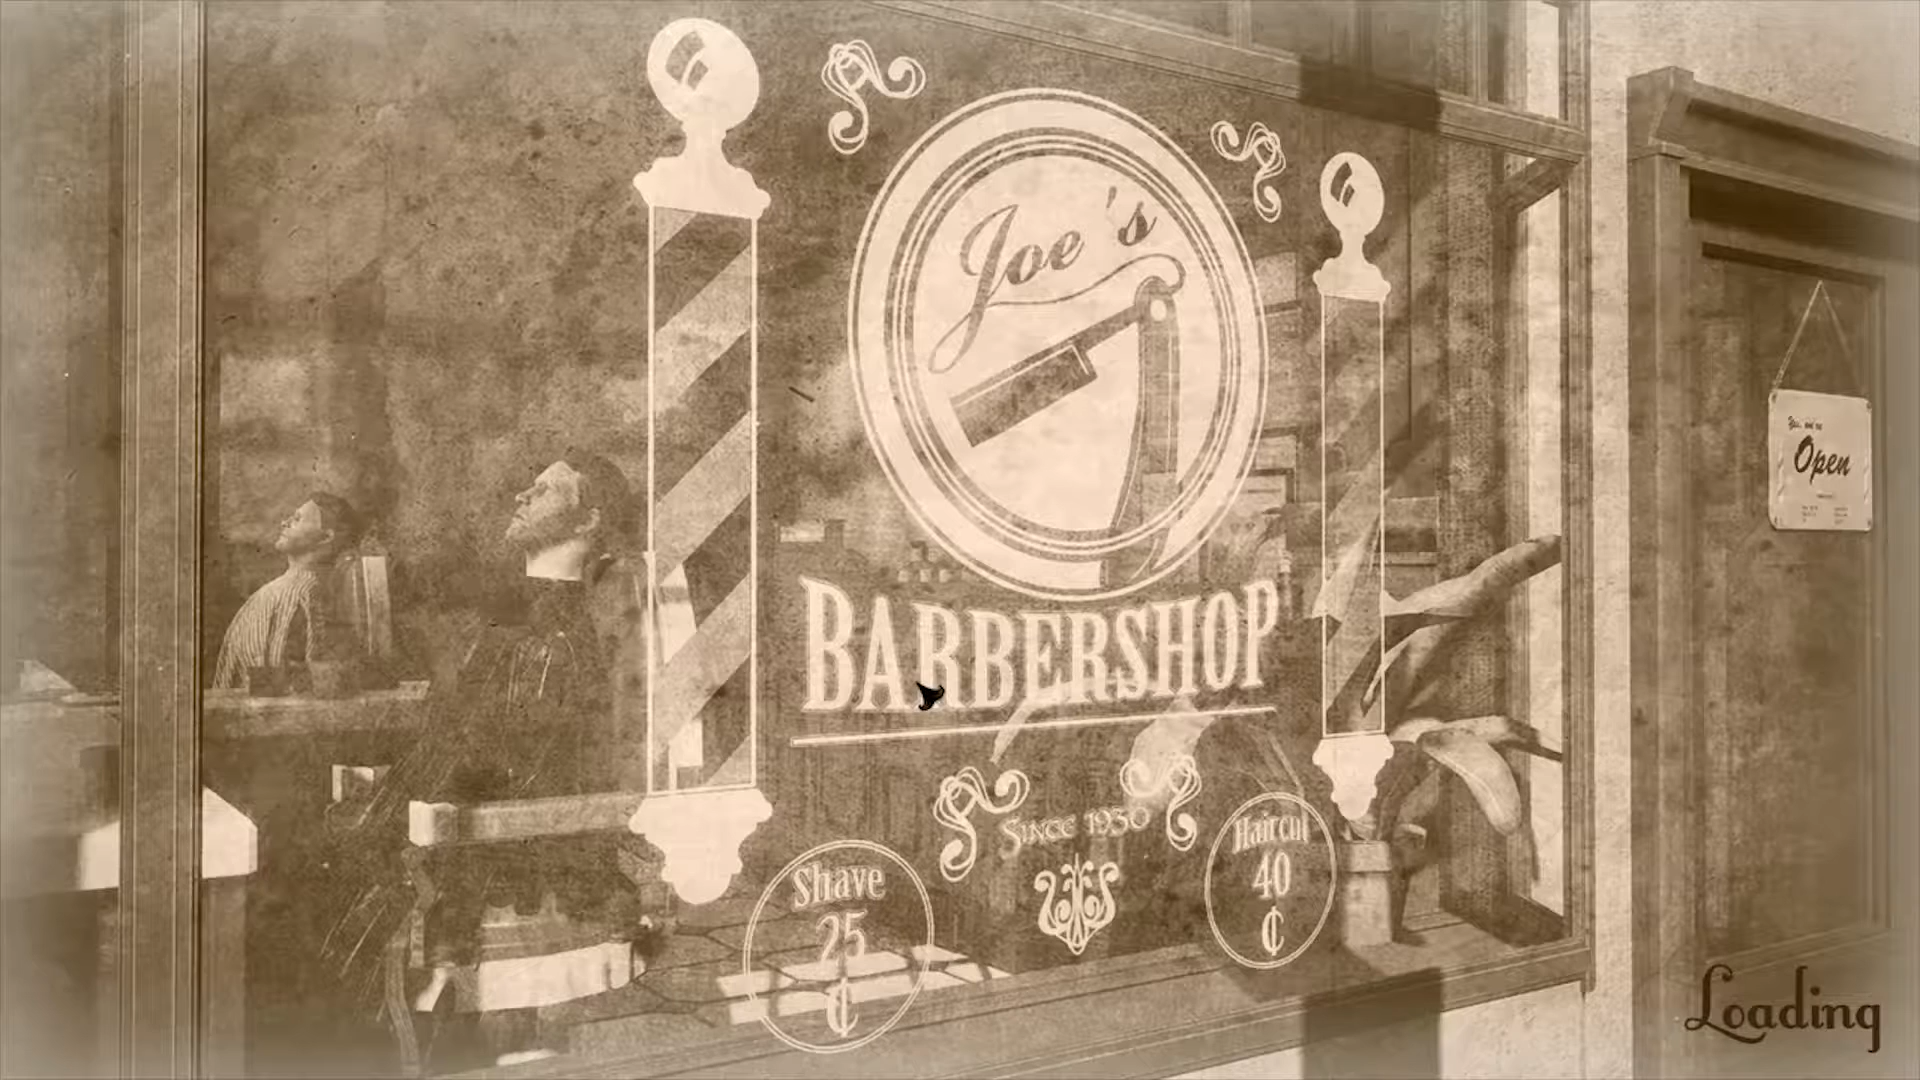 Joe's
BARBERSHOP
SINCE 1930
Shave
25
¢
Haircut
40
¢
Open
Loading